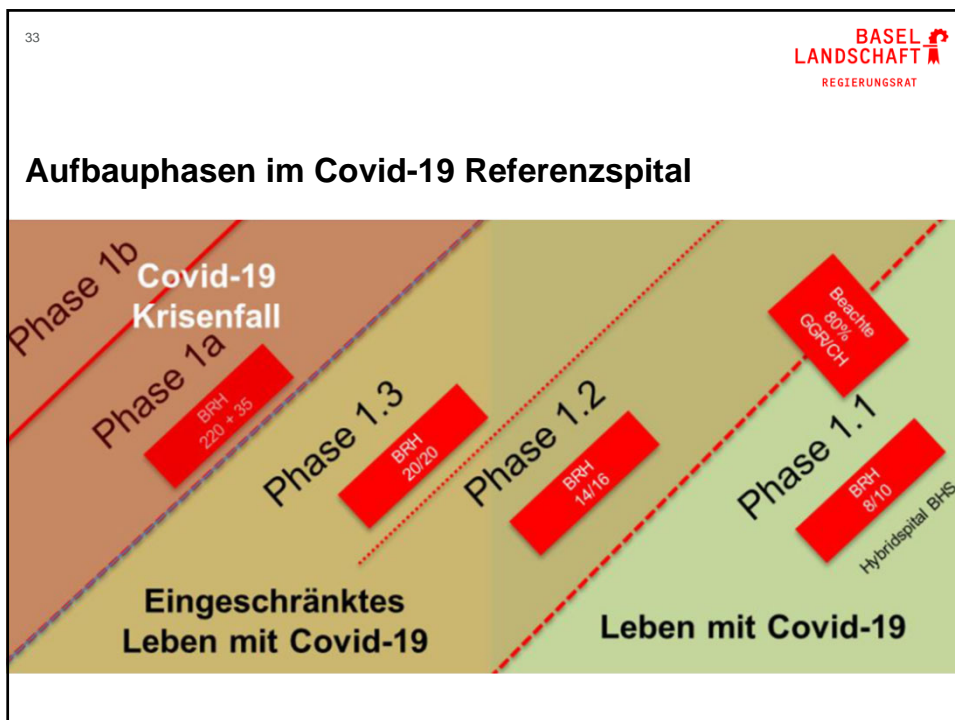 33
BASEL
LANDSCHAFT
REGIERUNGSRAT
Aufbauphasen im Covid-19 Referenzspital
Phase 1b
Covid-19
Krisenfall
Phase 1a
BRH
220 + 35
Phase 1.3
BRH
20/20
Eingeschränktes
Leben mit Covid-19
Phase 1.2
BRH
14/16
Beachte
80%
GGR/CH
Phase 1.1
BRH
8/10
Hybridspital BHS
Leben mit Covid-19